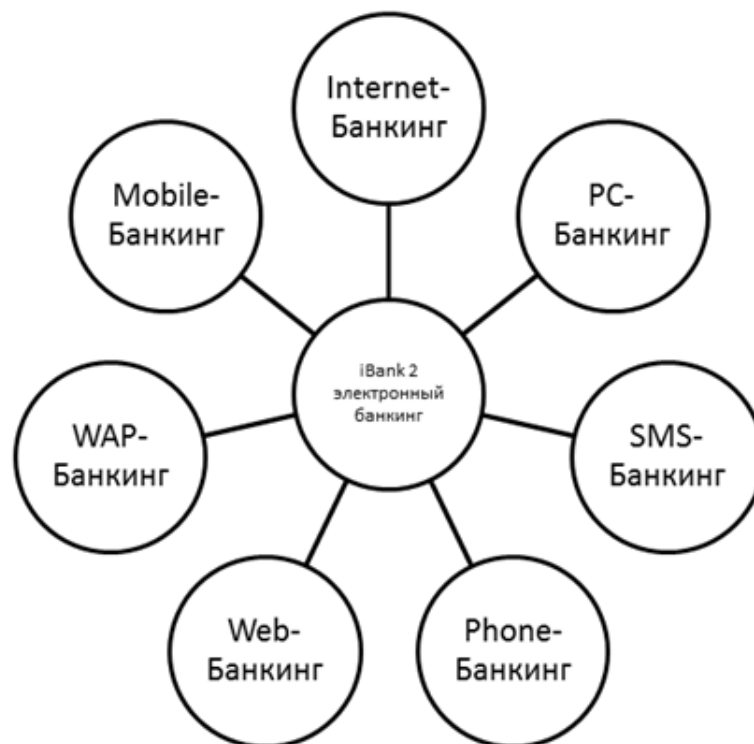 Internet-
Банкинг
Mobile-
Банкинг
PC-
Банкинг
iBank 2
электронный
банкинг
WAP-
Банкинг
SMS-
Банкинг
Web-
Банкинг
Phone-
Банкинг